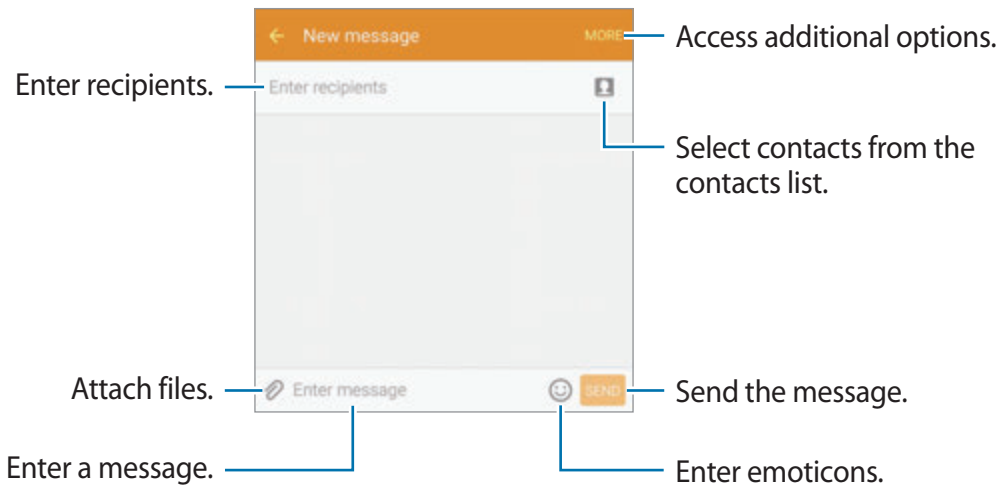 New message
MORE
Access additional options.
Enter recipients.
Enter recipients
Select contacts from the
contacts list.
Attach files.
Enter message
SEND
Send the message.
Enter a message.
Enter emoticons.